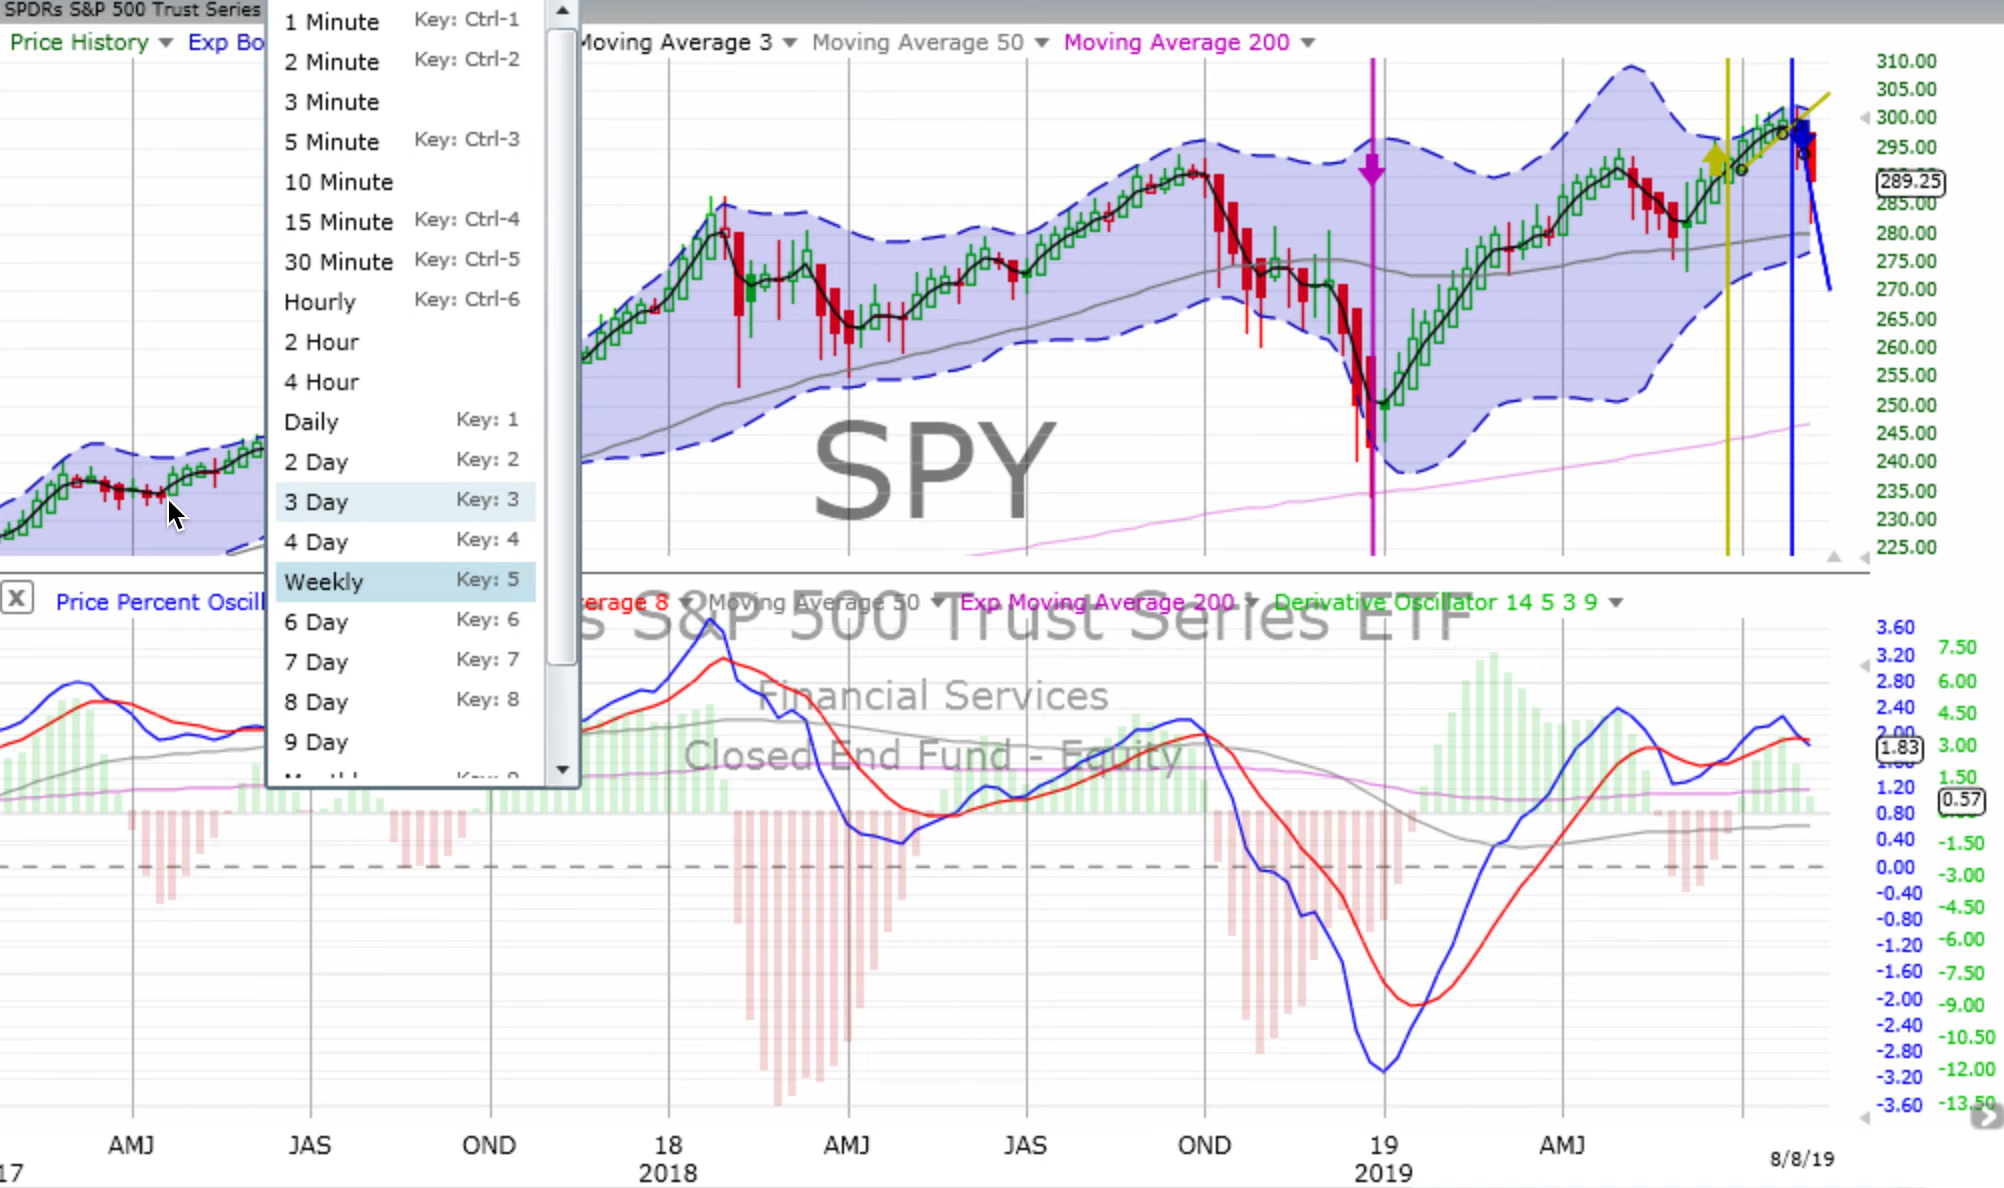 SPDRs S&P 500 Trust Series
Price History Exp Bo Moving Average 3 Moving Average 50 Moving Average 200
1 Minute Key: Ctrl-1
2 Minute Key: Ctrl-2
3 Minute
5 Minute Key: Ctrl-3
10 Minute
15 Minute Key: Ctrl-4
30 Minute Key: Ctrl-5
Hourly Key: Ctrl-6
2 Hour
4 Hour
Daily Key: 1
2 Day Key: 2
3 Day Key: 3
4 Day Key: 4
Weekly Key: 5
6 Day Key: 6
7 Day Key: 7
8 Day Key: 8
9 Day
310.00
305.00
300.00
295.00
289.25
285.00
280.00
275.00
270.00
265.00
260.00
255.00
250.00
245.00
240.00
235.00
230.00
225.00
SPY
X Price Percent Oscill erage 8 Moving Average 50 Exp Moving Average 200 Derivative Oscillator 14 5 3 9
s S&P 500 Trust Series ETF
Financial Services
Closed End Fund - Equity
3.60
3.20
2.80
2.40
2.00
1.83
1.20
0.80
0.40
0.00
-0.40
-0.80
-1.20
-1.60
-2.00
-2.40
-2.80
-3.20
-3.60
7.50
6.00
4.50
3.00
1.50
0.57
-1.50
-3.00
-4.50
-6.00
-7.50
-9.00
-10.50
-12.00
-13.50
AMJ JAS OND 18 AMJ JAS OND 19 AMJ
17 2018 2019 8/8/19